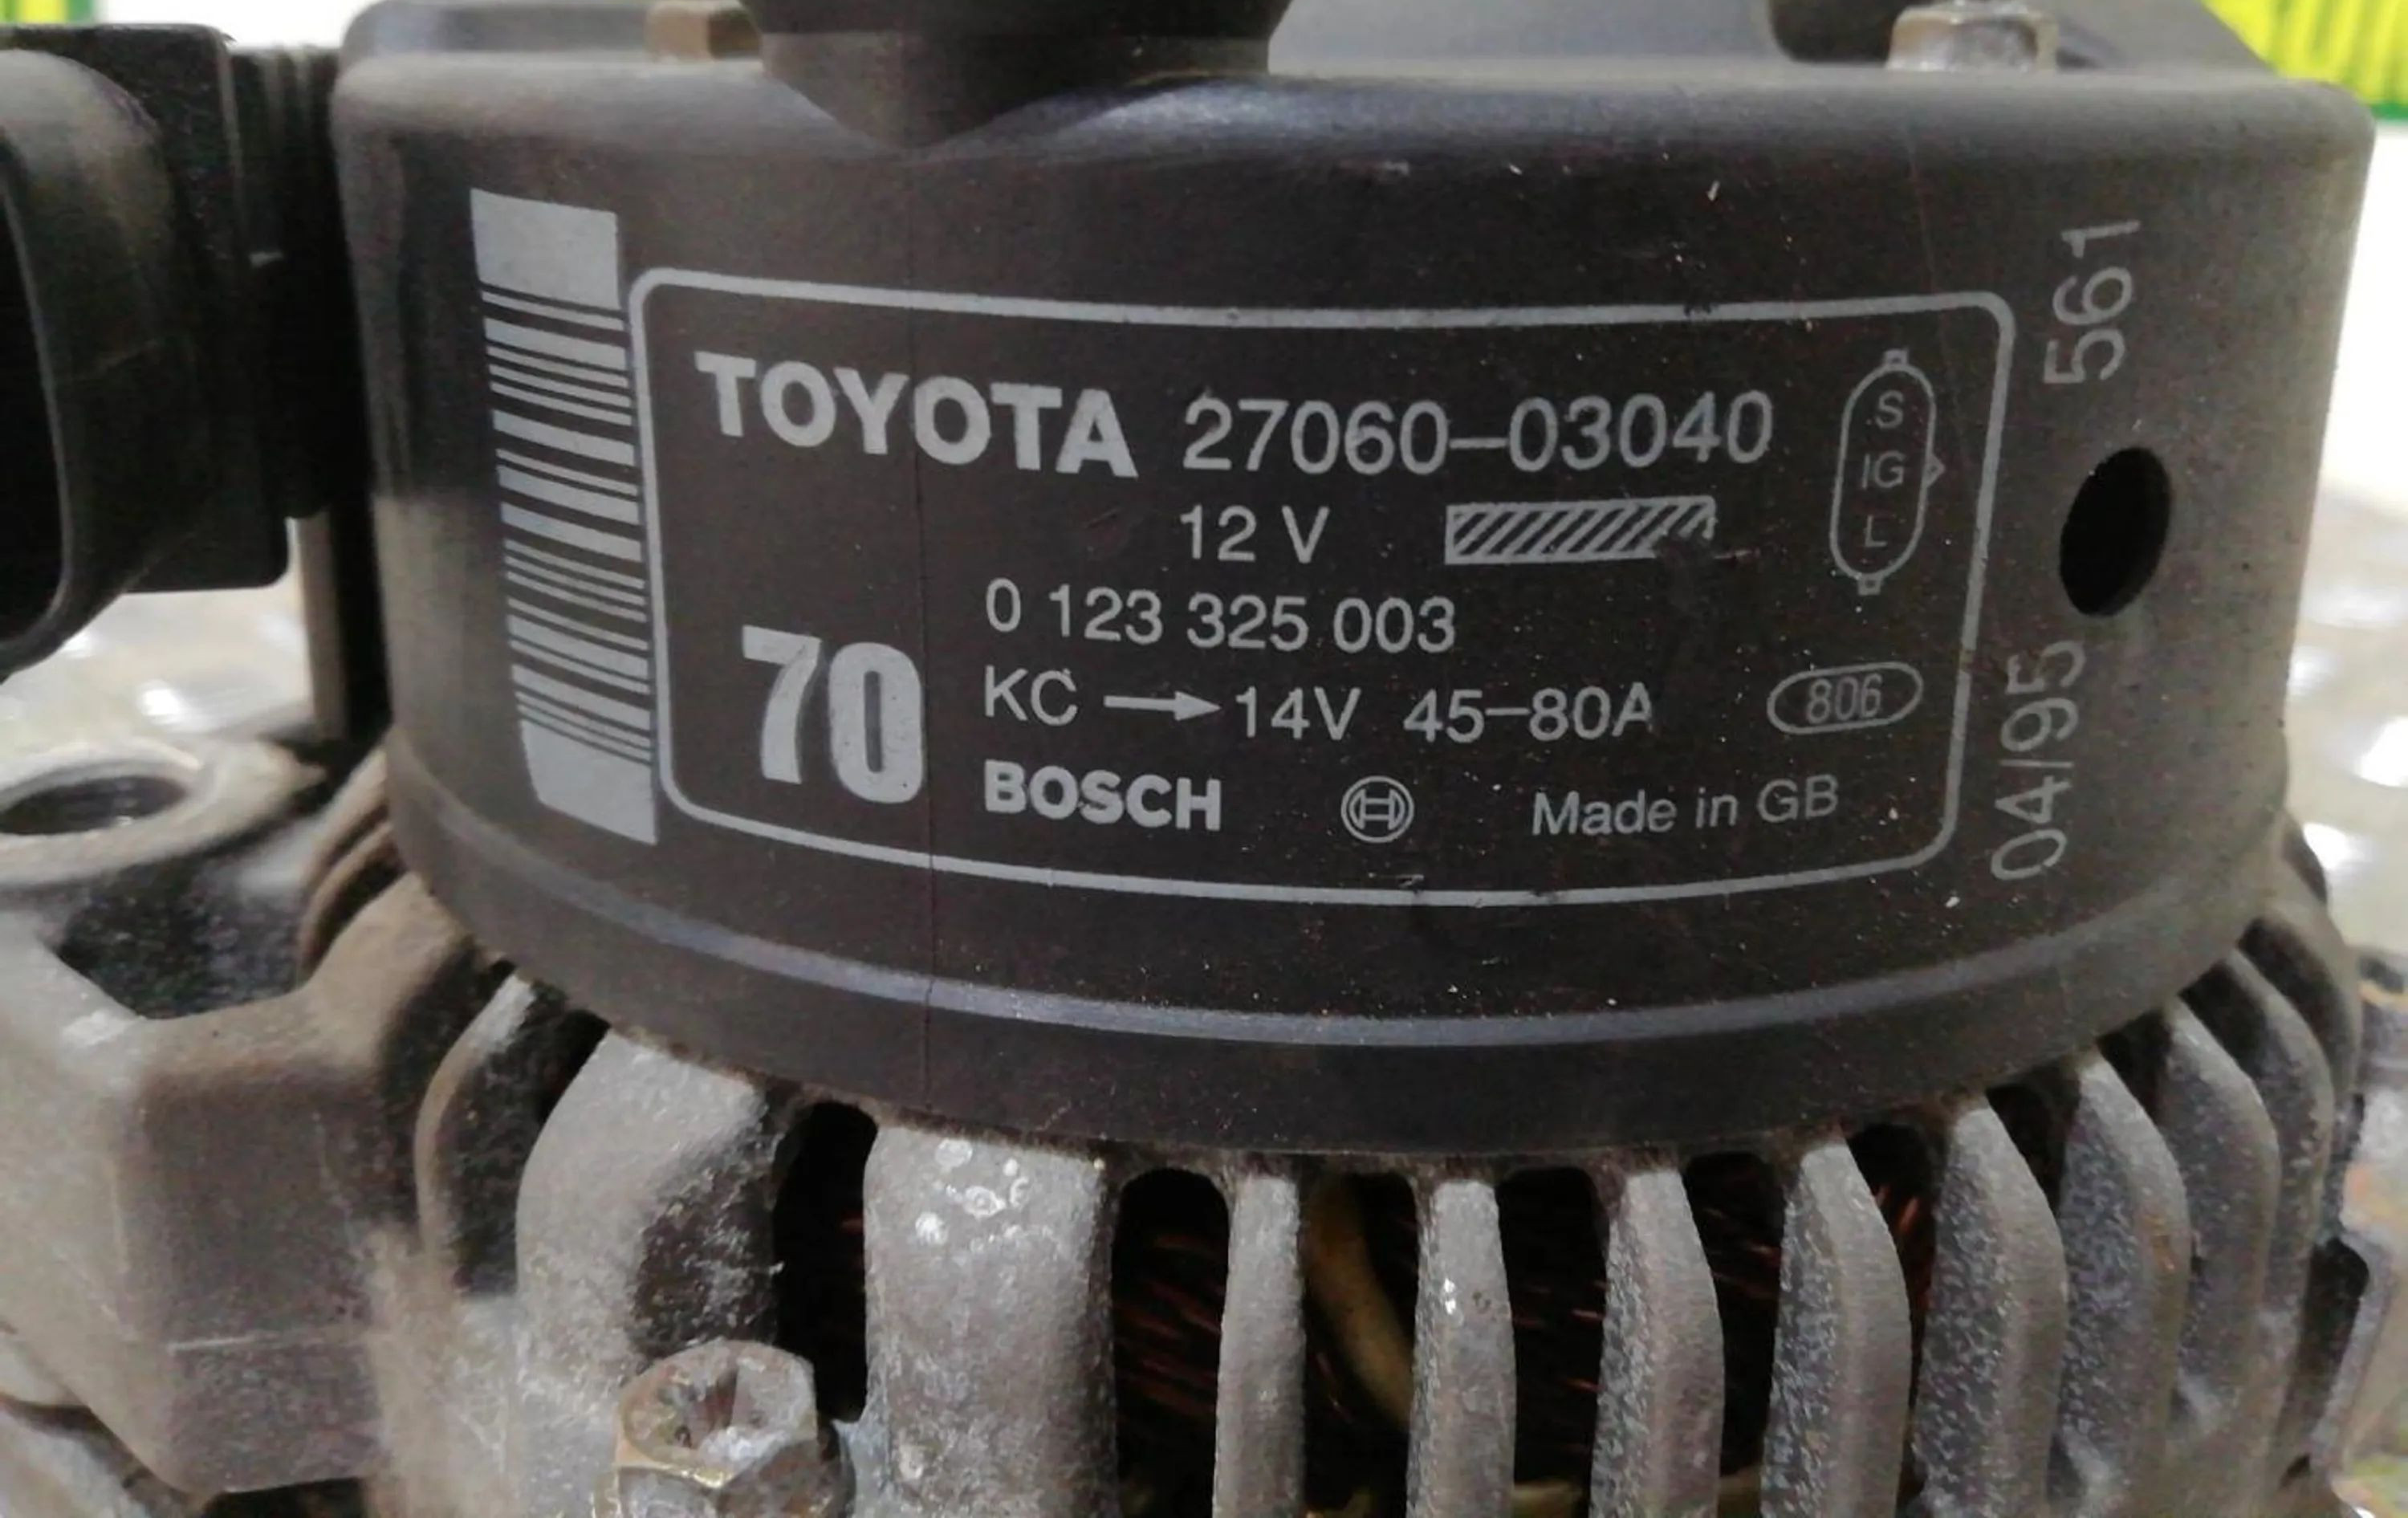 TOYOTA 27060-03040
12 V
0 123 325 003
70
KC → 14V 45-80A
BOSCH
Made in GB
S
IG
L
806
561
04/95